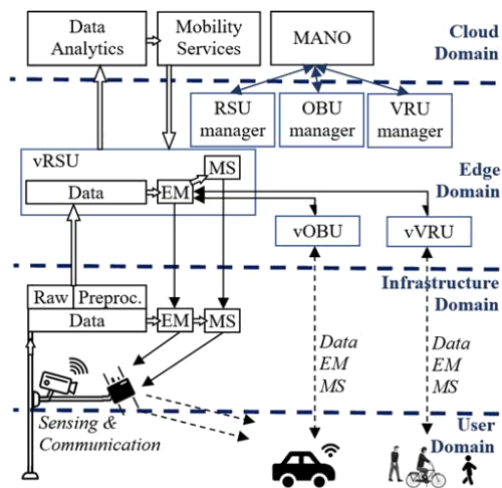 Data
Analytics
Mobility
Services
MANO
Cloud
Domain
RSU
manager
OBU
manager
VRU
manager
vRSU
MS
Edge
Domain
Data
EM
vOBU
vVRU
Infrastructure
Domain
Raw
Preproc.
Data
EM
MS
Data
EM
MS
Data
EM
MS
Sensing &
Communication
User
Domain